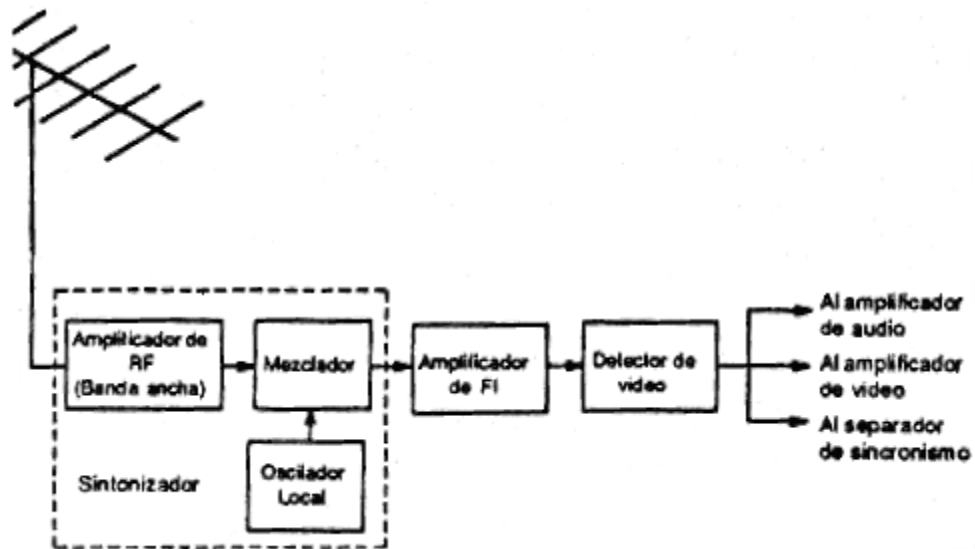 Amplificador de
RF
(Banda ancha)
Mezclador
Amplificador
de FI
Detector de
video
Al amplificador
de audio
Al amplificador
de video
Al separador
de sincronismo
Sintonizador
Oscilador
Local